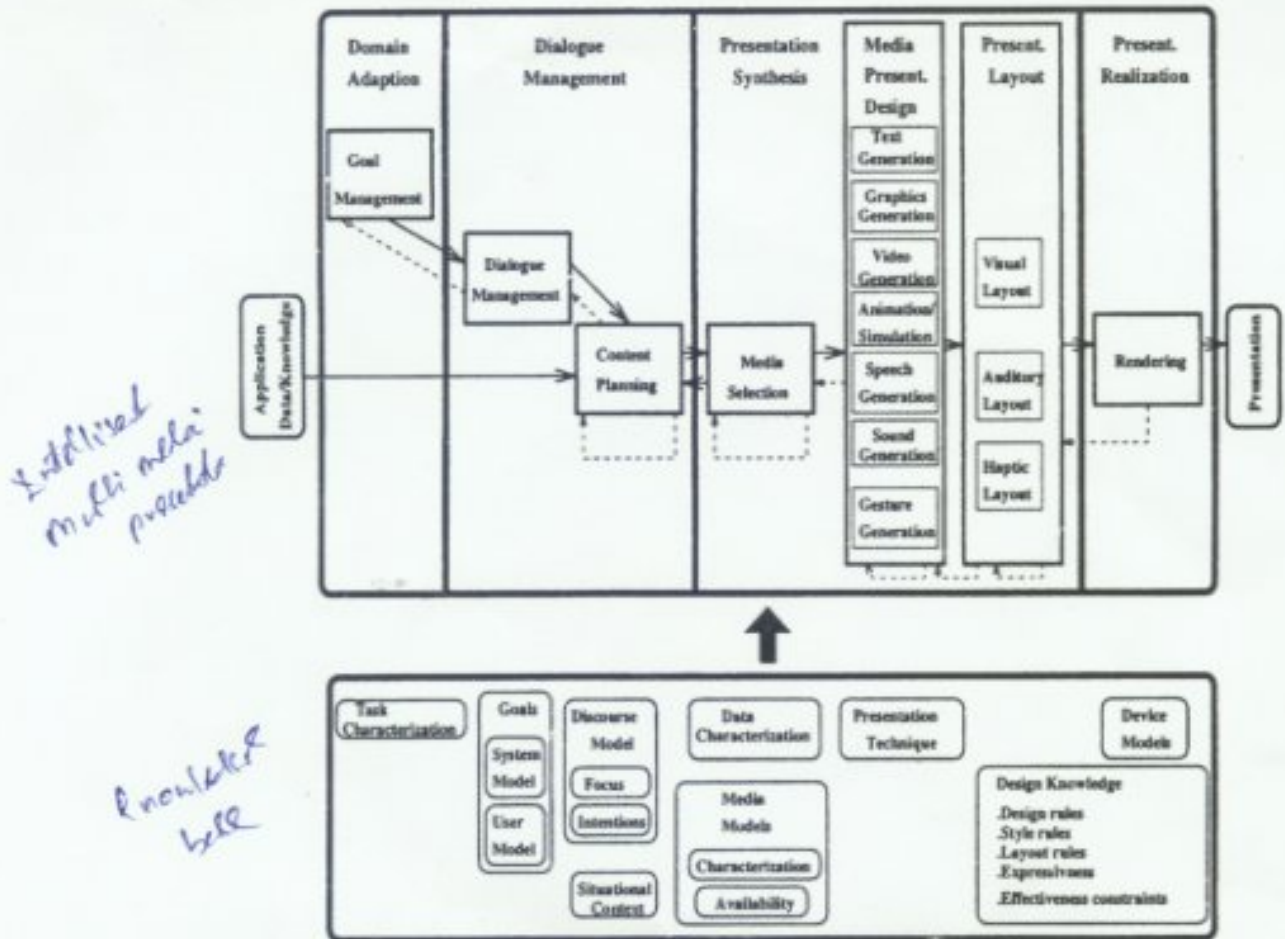 Domain
Adaption
Dialogue
Management
Presentation
Synthesis
Media
Present.
Design
Present.
Layout
Present.
Realization
Goal
Management
Dialogue
Management
Content
Planning
Media
Selection
Text
Generation
Graphics
Generation
Video
Generation
Animation/
Simulation
Speech
Generation
Sound
Generation
Gesture
Generation
Visual
Layout
Auditory
Layout
Haptic
Layout
Rendering
Application
Data/Knowledge
Presentation
multi
Task
Characterization
Goals
System
Model
User
Model
Discourse
Model
Focus
Intentions
Situational
Context
Data
Characterization
Media
Models
Characterization
Availability
Presentation
Technique
Device
Models
Design Knowledge
.Design rules
.Style rules
.Layout rules
.Expresivness
.Effectiveness constraints